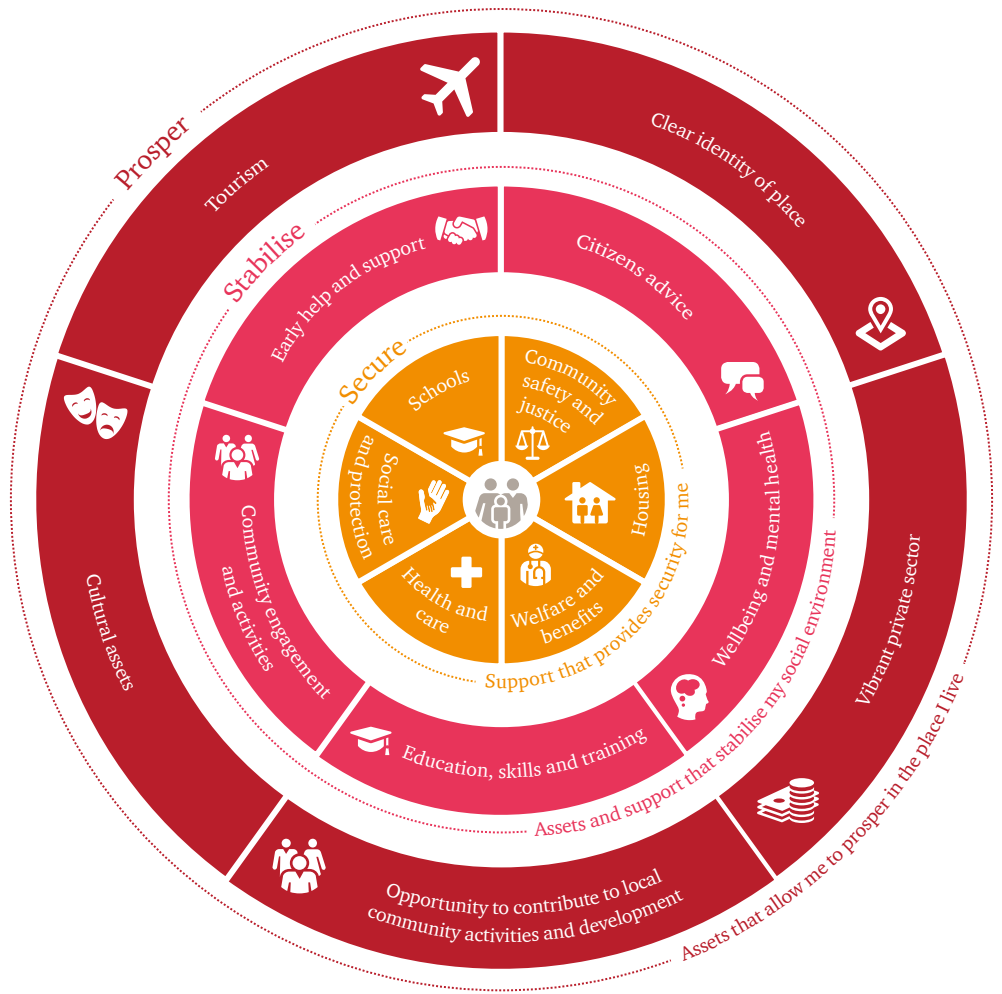 Prosper
Tourism
Clear identity of place
Vibrant private sector
Opportunity to contribute to local
community activities and development
Cultural assets
Assets that allow me to prosper in the place I live
Stabilise
Early help and support
Citizens advice
Wellbeing and mental health
Education, skills and training
Community engagement
and activities
Assets and support that stabilise my social environment
Secure
Schools
Community
safety and
justice
Housing
Welfare and
benefits
Health and
care
Social care
and protection
Support that provides security for me